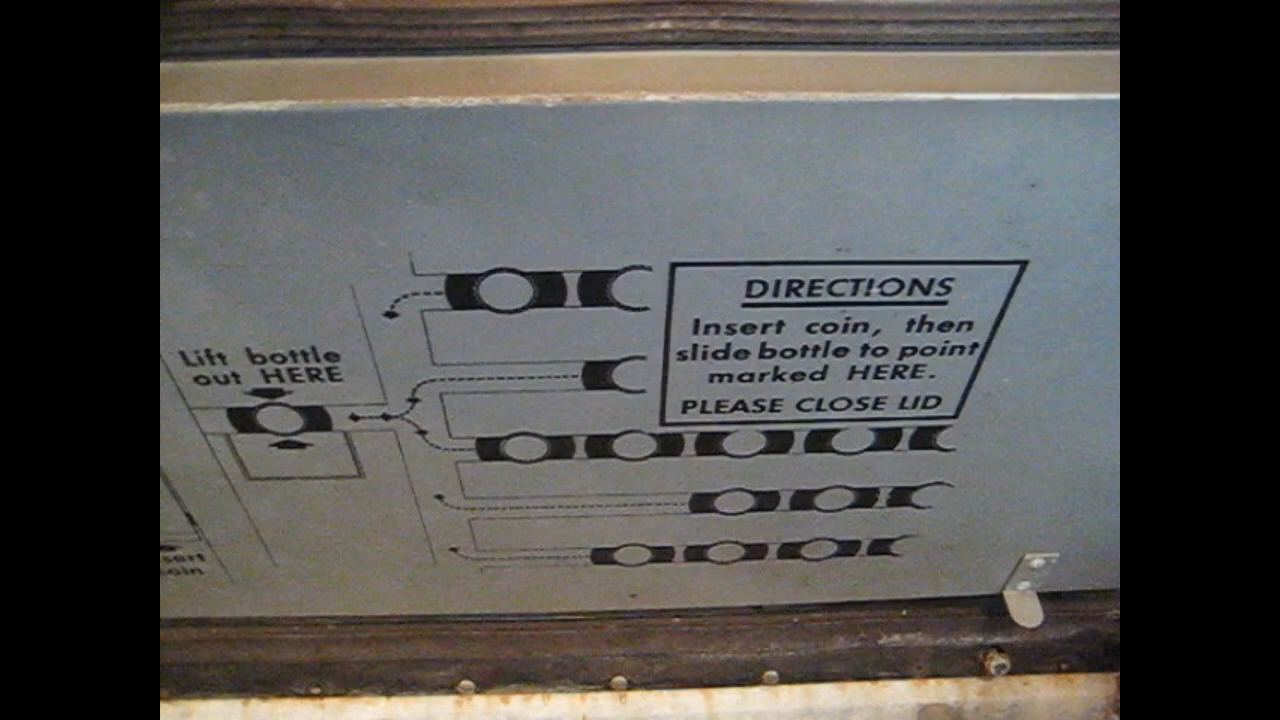 Lift bottle
out HERE
DIRECTIONS
Insert coin, then
slide bottle to point
marked HERE.
PLEASE CLOSE LID